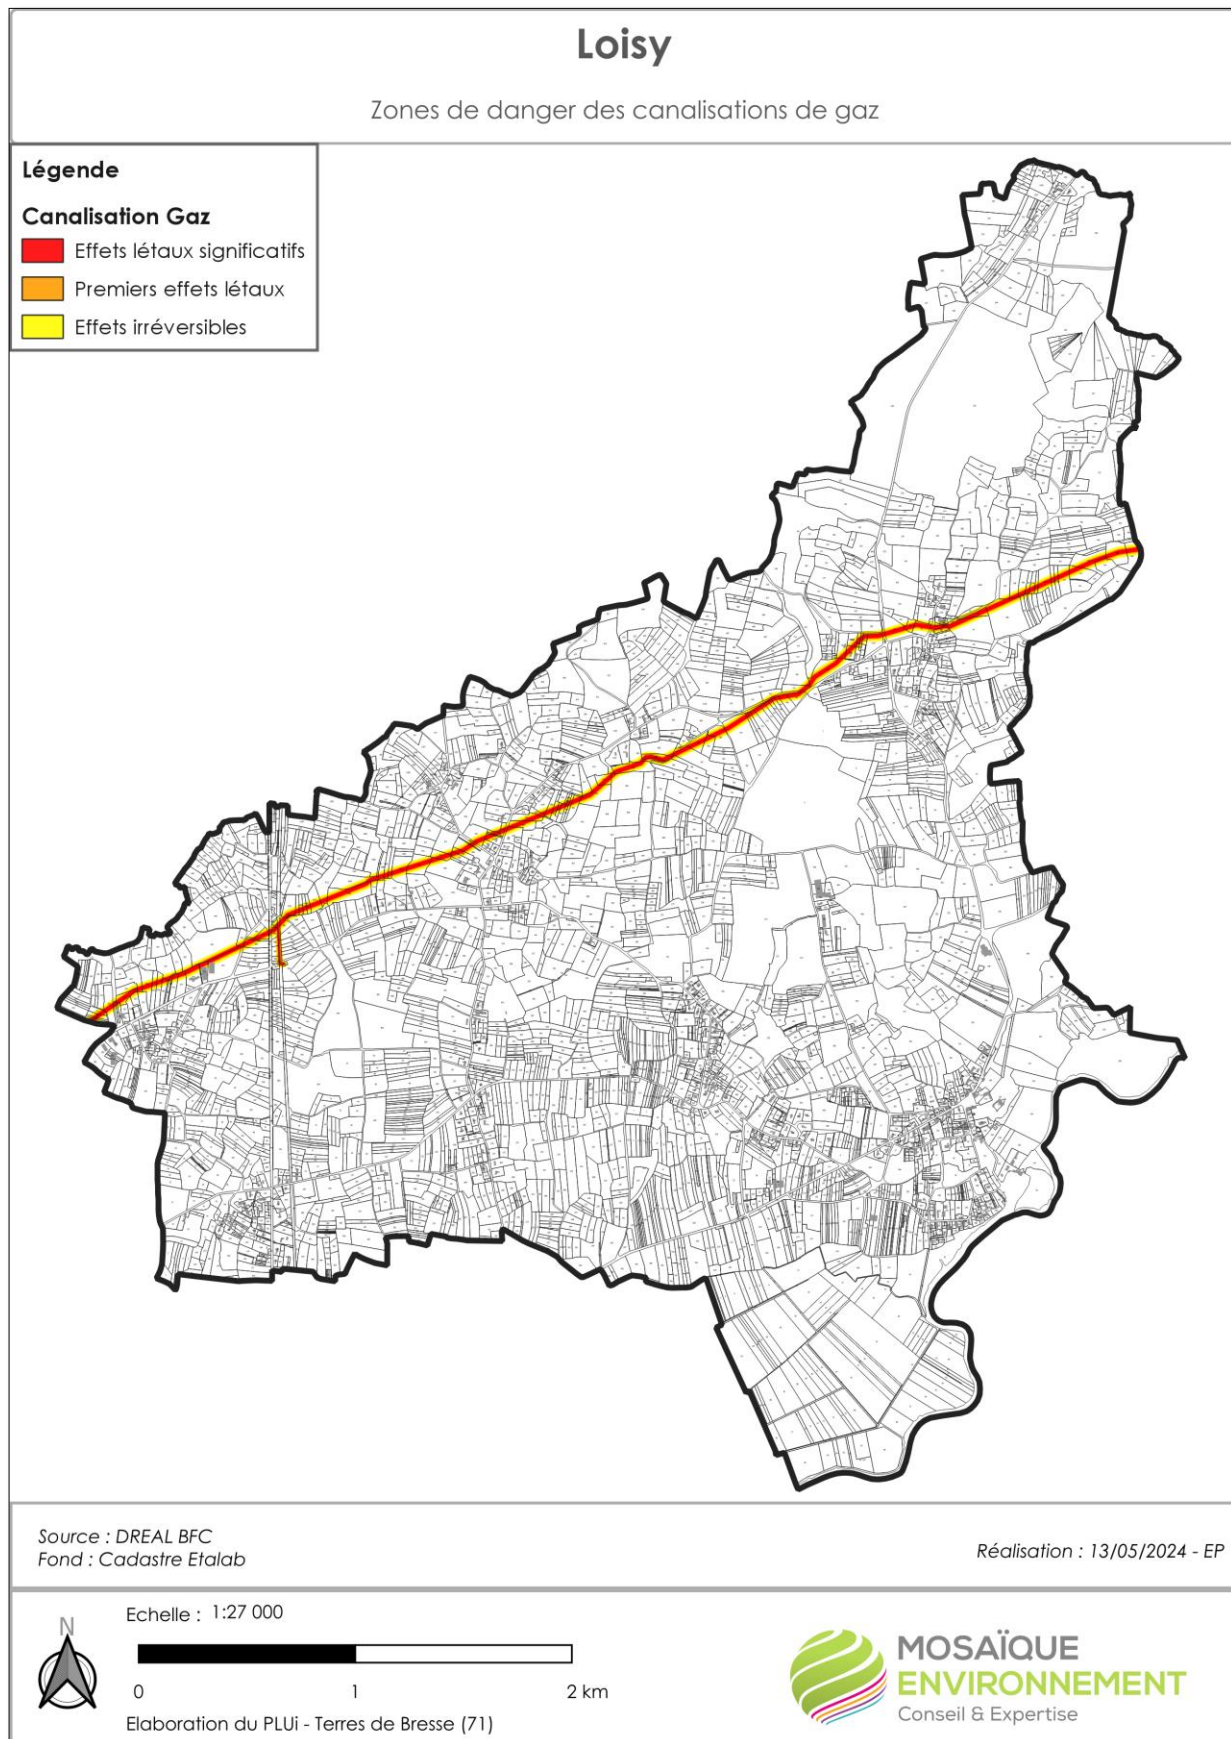 Loisy
Zones de danger des canalisations de gaz
Légende
Canalisation Gaz
Effets létaux significatifs
Premiers effets létaux
Effets irréversibles
Source : DREAL BFC
Fond : Cadastre Etalab
Réalisation : 13/05/2024 - EP
N
Echelle : 1:27 000
0 1 2 km
Elaboration du PLUi - Terres de Bresse (71)
MOSAÏQUE
ENVIRONNEMENT
Conseil & Expertise